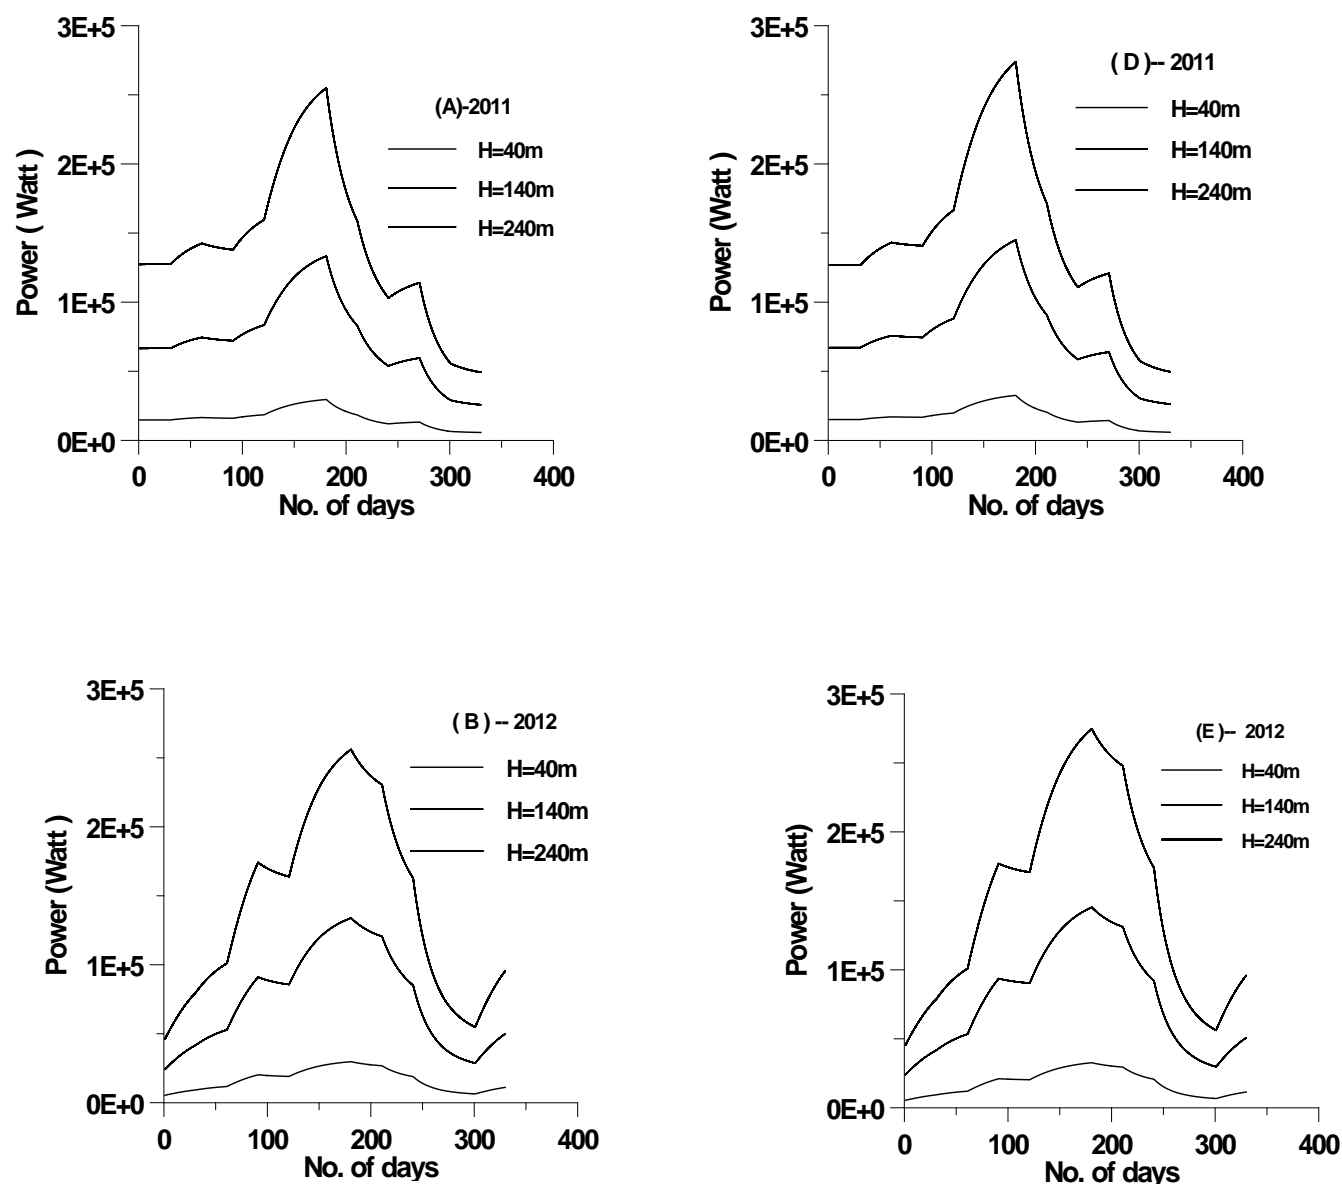 3E+5
2E+5
1E+5
0E+0
Power ( Watt )
(A)-2011
H=40m
H=140m
H=240m
0 100 200 300 400
No. of days
3E+5
2E+5
1E+5
0E+0
Power (Watt )
( D )-- 2011
H=40m
H=140m
H=240m
0 100 200 300 400
No. of days
3E+5
2E+5
1E+5
0E+0
Power (Watt )
( B ) -- 2012
H=40m
H=140m
H=240m
0 100 200 300 400
No. of days
3E+5
2E+5
1E+5
0E+0
Power (Watt)
(E )-- 2012
H=40m
H=140m
H=240m
0 100 200 300 400
No. of days